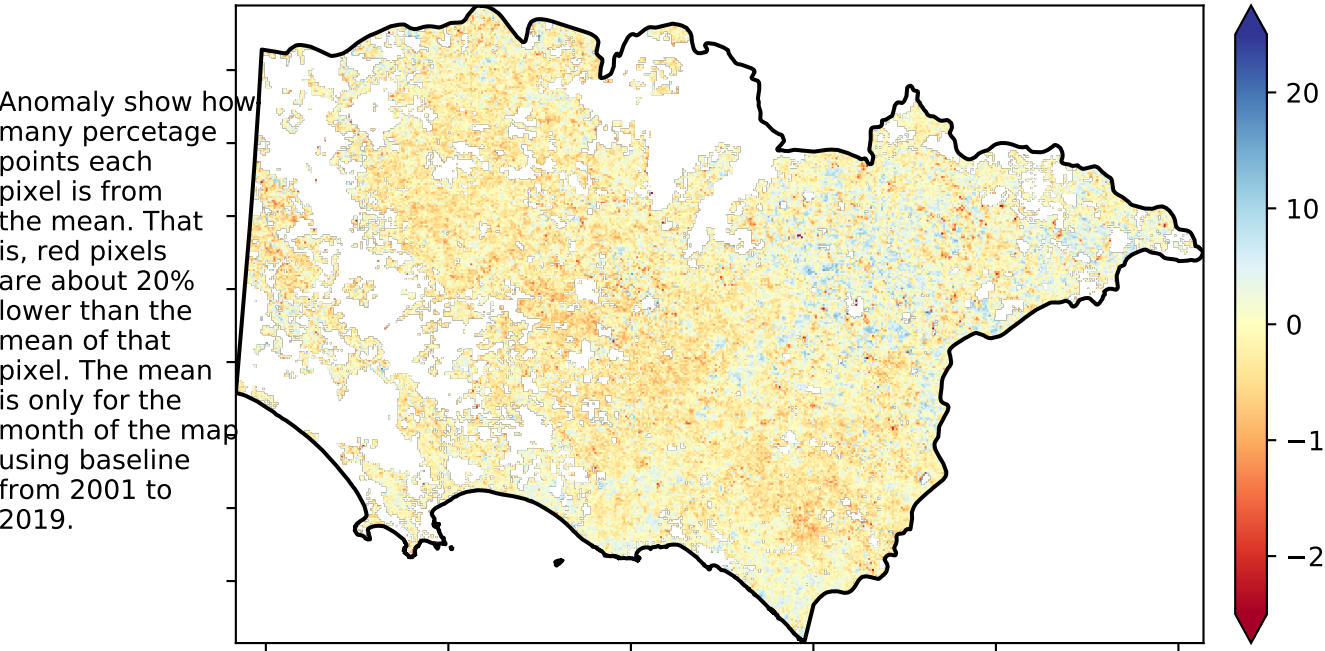 Anomaly show how
many percetage
points each
pixel is from
the mean. That
is, red pixels
are about 20%
lower than the
mean of that
pixel. The mean
is only for the
month of the map
using baseline
from 2001 to
2019.
20
10
0
−1
−2